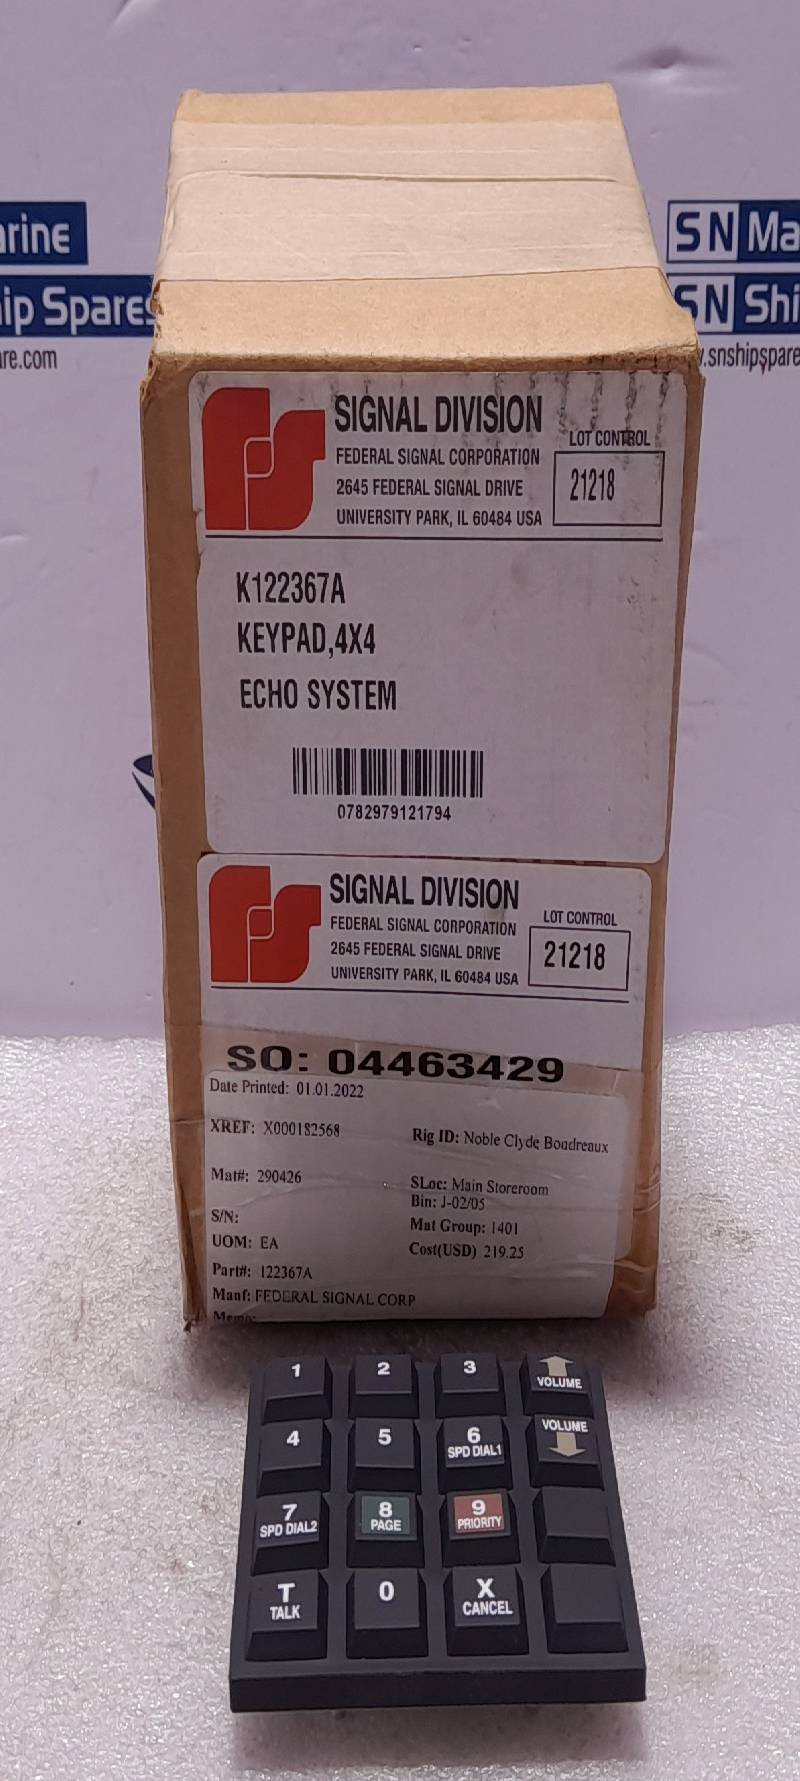 arine
SN Ma
ip Spares
SN Shi
re.com
.snshipspare
SIGNAL DIVISION
FEDERAL SIGNAL CORPORATION
2645 FEDERAL SIGNAL DRIVE
UNIVERSITY PARK, IL 60484 USA
LOT CONTROL
21218
K122367A
KEYPAD,4X4
ECHO SYSTEM
0782979121794
SIGNAL DIVISION
FEDERAL SIGNAL CORPORATION
2645 FEDERAL SIGNAL DRIVE
UNIVERSITY PARK, IL 60484 USA
LOT CONTROL
21218
SO: 04463429
Date Printed: 01.01.2022
XREF: X000182568
Rig ID: Noble Clyde Boudreaux
Mat#: 290426
SLoc: Main Storeroom
Bin: J-02/05
S/N:
Mat Group: 1401
UOM: EA
Cost(USD) 219.25
Part#: 122367A
Manf: FEDERAL SIGNAL CORP
Memo:
1 2 3 VOLUME
4 5 6 SPD DIAL1 VOLUME
7 SPD DIAL2 8 PAGE 9 PRIORITY
T TALK 0 X CANCEL